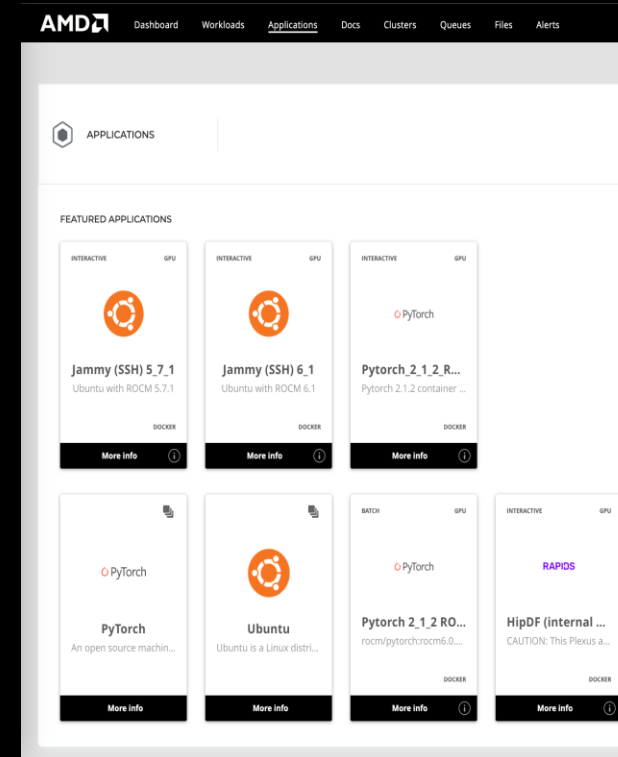 AMD
Dashboard Workloads Applications Docs Clusters Queues Files Alerts
APPLICATIONS
FEATURED APPLICATIONS
INTERACTIVE GPU
PyTorch
Jammy (SSH) 5_7_1
Ubuntu with ROCM 5.7.1
DOCKER
More info
INTERACTIVE GPU
Jammy (SSH) 6_1
Ubuntu with ROCM 6.1
DOCKER
More info
INTERACTIVE GPU
PyTorch
Pytorch_2_1_2_R...
Pytorch 2.1.2 container ...
DOCKER
More info
PyTorch
PyTorch
An open source machin...
More info
Ubuntu
Ubuntu is a Linux distri...
More info
BATCH GPU
PyTorch
Pytorch 2_1_2 RO...
rocm/pytorch:rocm6.0....
DOCKER
More info
INTERACTIVE GPU
RAPIDS
HipDF (internal ...
CAUTION: This Plexus a...
DOCKER
More info